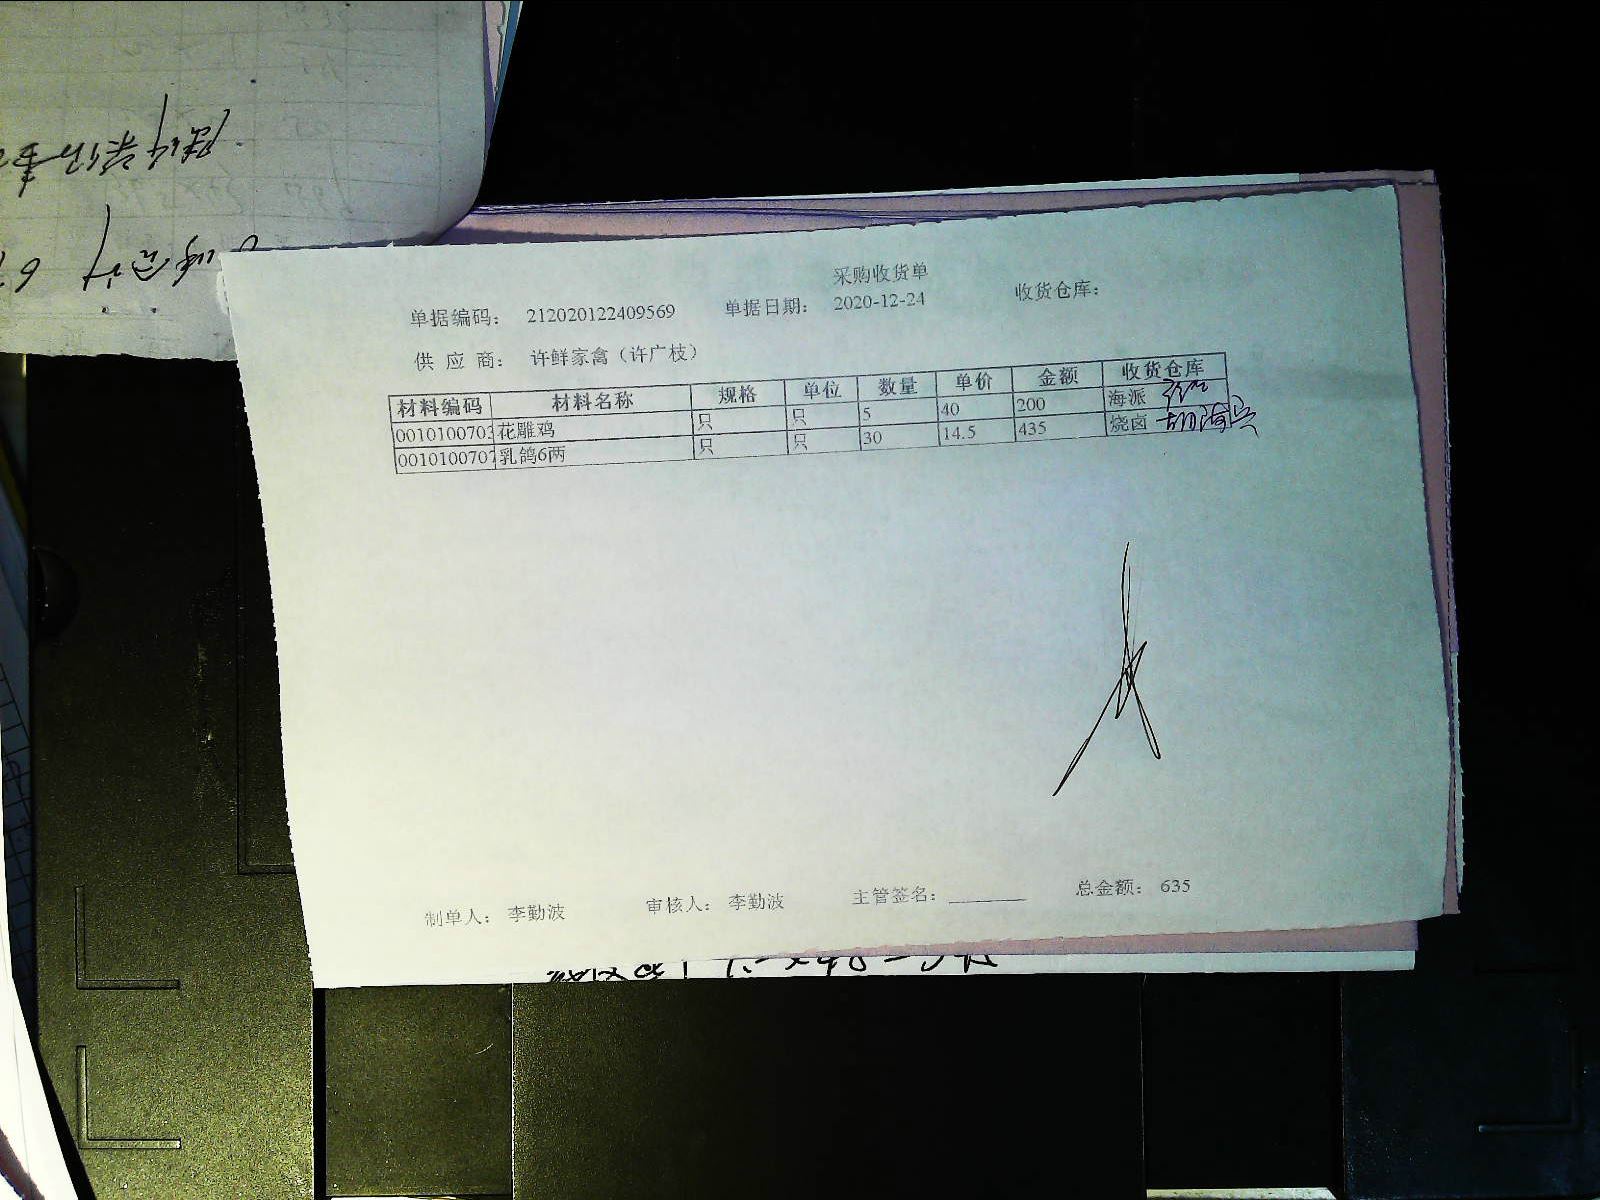 采购收货单
单据编码： 212020122409569 单据日期： 2020-12-24 收货仓库：
供应商： 许鲜家禽（许广枝）
材料编码 材料名称 规格 单位 数量 单价 金额 收货仓库
001010070 花雕鸡 只 只 5 40 200 海派
001010070 乳鸽6两 只 只 30 14.5 435 烧卤 胡海兵
制单人： 李勤波 审核人： 李勤波 主管签名： 总金额： 635